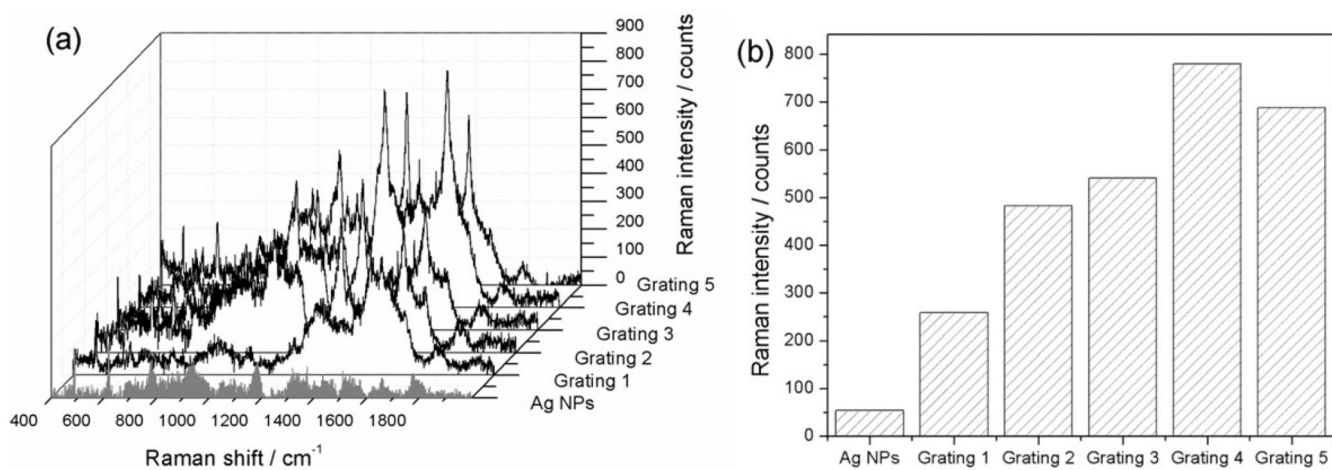 (a)
900
800
700
600
500
400
300
200
100
0
Raman intensity / counts
Grating 5
Grating 4
Grating 3
Grating 2
Grating 1
Ag NPs
400 600 800 1000 1200 1400 1600 1800
Raman shift / cm⁻¹
(b)
800
700
600
500
400
300
200
100
0
Raman intensity / counts
Ag NPs Grating 1 Grating 2 Grating 3 Grating 4 Grating 5